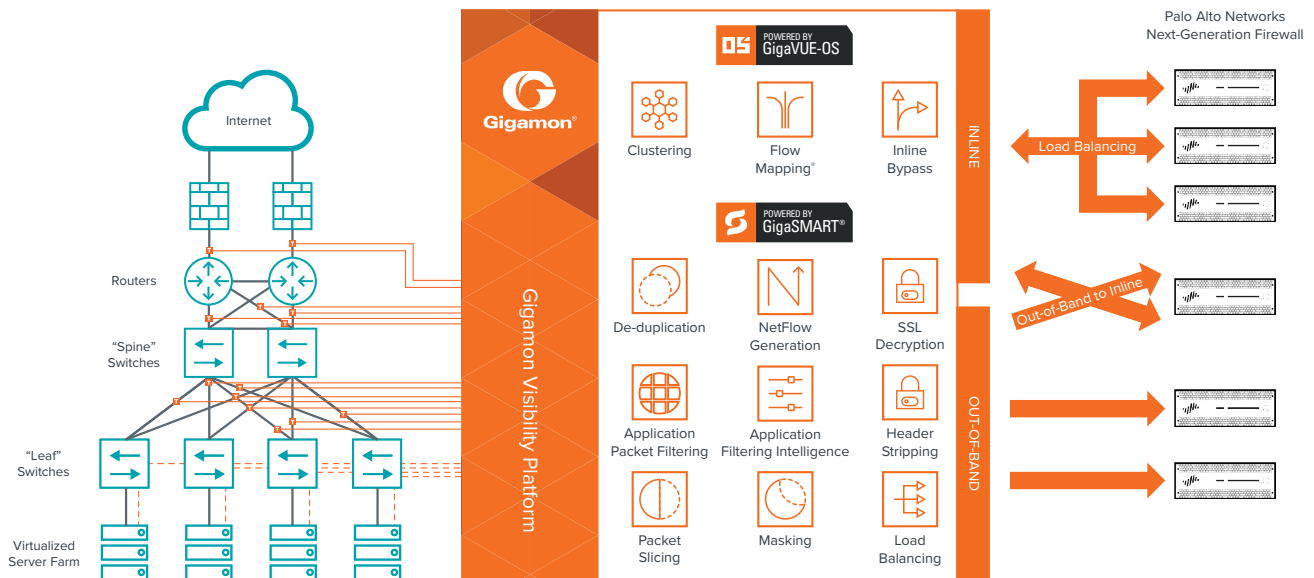 Palo Alto Networks
Next-Generation Firewall
Internet
Routers
“Spine”
Switches
“Leaf”
Switches
Virtualized
Server Farm
T
T
T
T
T
T
T
T
T
T
T
T
T
Gigamon®
Gigamon Visibility Platform
OS
POWERED BY
GigaVUE-OS
Clustering
Flow
Mapping®
Inline
Bypass
POWERED BY
GigaSMART®
De-duplication
NetFlow
Generation
SSL
Decryption
Application
Packet Filtering
Application
Filtering Intelligence
Header
Stripping
Packet
Slicing
Masking
Load
Balancing
INLINE
OUT-OF-BAND
Load Balancing
Out-of-Band to Inline